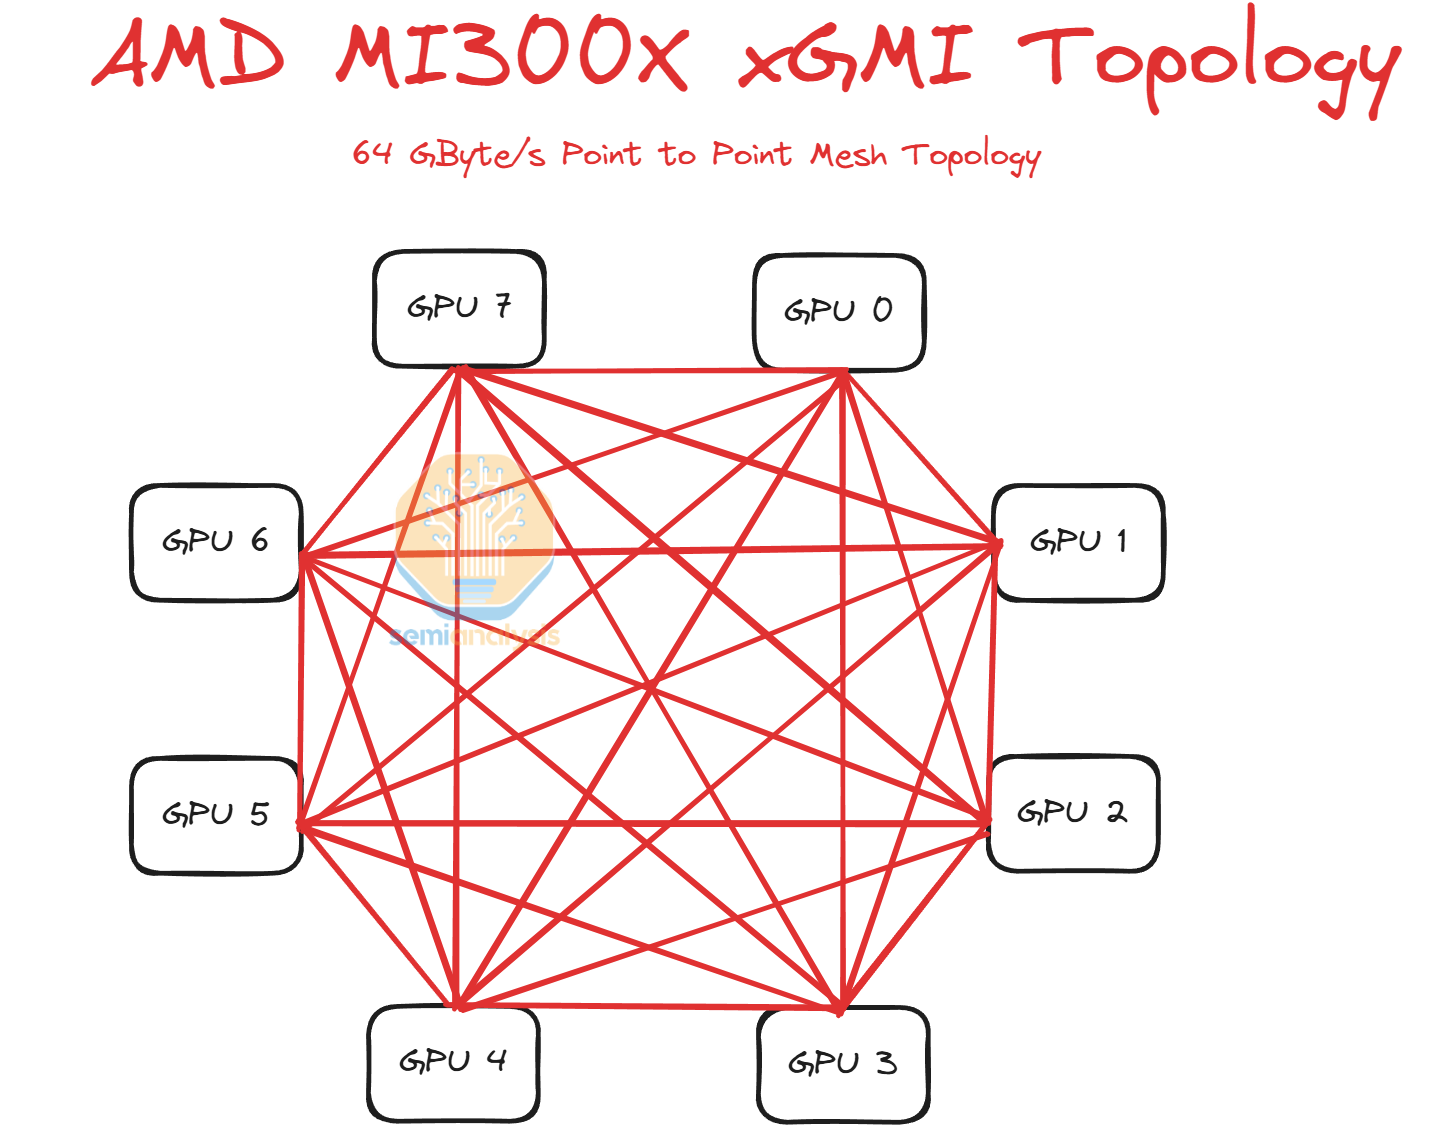 AMD MI300X xGMI Topology
64 GByte/s Point to Point Mesh Topology
GPU 7
GPU 0
GPU 6
GPU 1
semianalysis
GPU 5
GPU 2
GPU 4
GPU 3